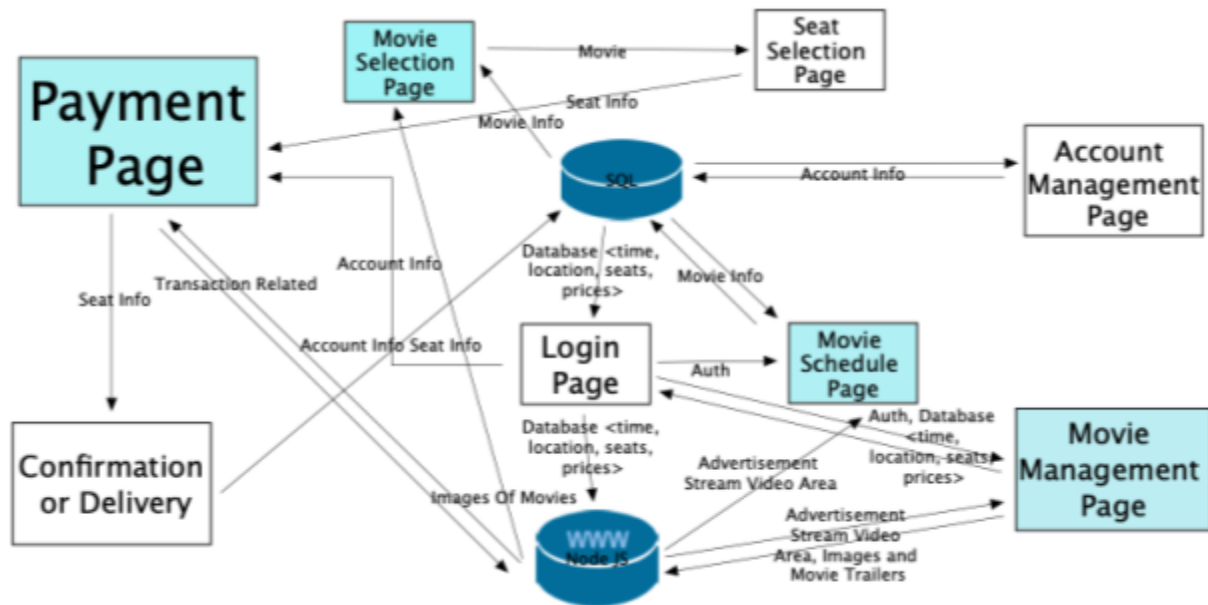 Movie
Selection
Page
Movie
Seat
Selection
Page
Payment
Page
Seat Info
Movie Info
SQL
Account Info
Account
Management
Page
Database <time,
location, seats,
prices>
Account Info
Movie Info
Transaction Related
Seat Info
Account Info Seat Info
Login
Page
Auth
Movie
Schedule
Page
Auth, Database
<time,
location, seats,
prices>
Movie
Management
Page
Confirmation
or Delivery
Database <time,
location, seats,
prices>
Advertisement
Stream Video Area
Images Of Movies
WWW
Node JS
Advertisement
Stream Video
Area, Images and
Movie Trailers